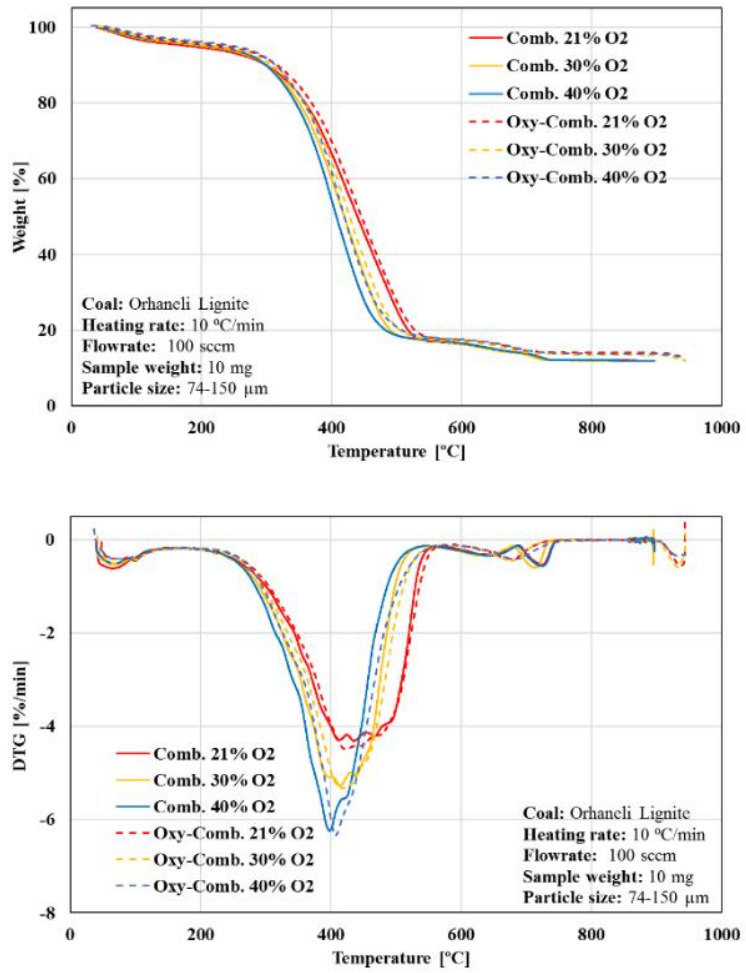 100
80
60
40
20
0
Weight [%]
Comb. 21% O2
Comb. 30% O2
Comb. 40% O2
Oxy-Comb. 21% O2
Oxy-Comb. 30% O2
Oxy-Comb. 40% O2
Coal: Orhaneli Lignite
Heating rate: 10 ºC/min
Flowrate: 100 sccm
Sample weight: 10 mg
Particle size: 74-150 µm
0 200 400 600 800 1000
Temperature [ºC]
0
-2
-4
-6
-8
DTG [%/min]
Comb. 21% O2
Comb. 30% O2
Comb. 40% O2
Oxy-Comb. 21% O2
Oxy-Comb. 30% O2
Oxy-Comb. 40% O2
Coal: Orhaneli Lignite
Heating rate: 10 ºC/min
Flowrate: 100 sccm
Sample weight: 10 mg
Particle size: 74-150 µm
0 200 400 600 800 1000
Temperature [ºC]